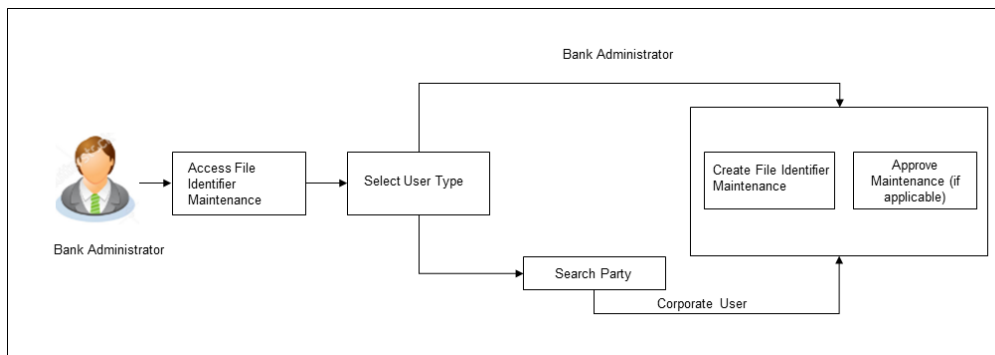 Bank Administrator
Access File
Identifier
Maintenance
Select User Type
Bank Administrator
Create File Identifier
Maintenance
Approve
Maintenance (if
applicable)
Search Party
Corporate User